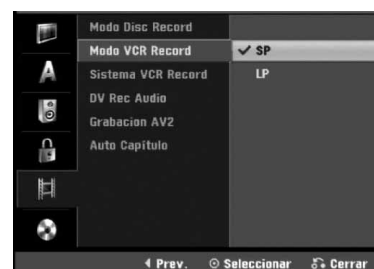 Modo Disc Record
Modo VCR Record
✓ SP
A
Sistema VCR Record
LP
DV Rec Audio
Grabacion AV2
Auto Capítulo
Prev. Seleccionar Cerrar